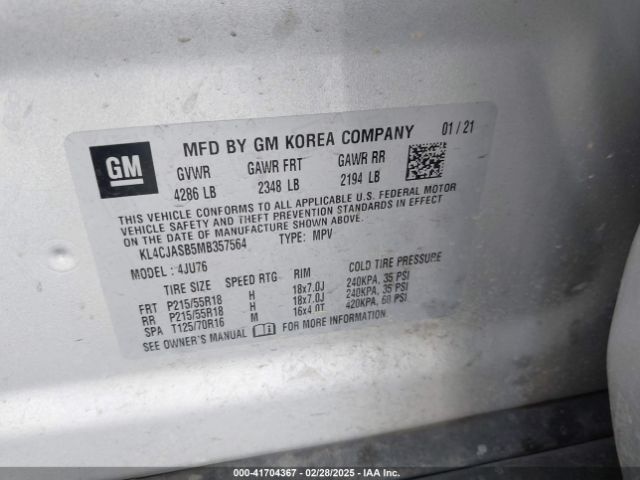 GM
MFD BY GM KOREA COMPANY 01 / 21
GVWR GAWR FRT GAWR RR
4286 LB 2348 LB 2194 LB
THIS VEHICLE CONFORMS TO ALL APPLICABLE U.S. FEDERAL MOTOR
VEHICLE SAFETY AND THEFT PREVENTION STANDARDS IN EFFECT
ON THE DATE OF MANUFACTURE SHOWN ABOVE.
KL4CJASB5MB357564 TYPE: MPV
MODEL: 4JU76
TIRE SIZE SPEED RTG RIM COLD TIRE PRESSURE
FRT P215/55R18 H 18x7.0J 240KPA, 35 PSI
RR P215/55R18 H 18x7.0J 240KPA, 35 PSI
SPA T125/70R16 M 16x4.0T 420KPA, 60 PSI
SEE OWNER'S MANUAL FOR MORE INFORMATION.
000-41704367 - 02/28/2025 - IAA Inc.